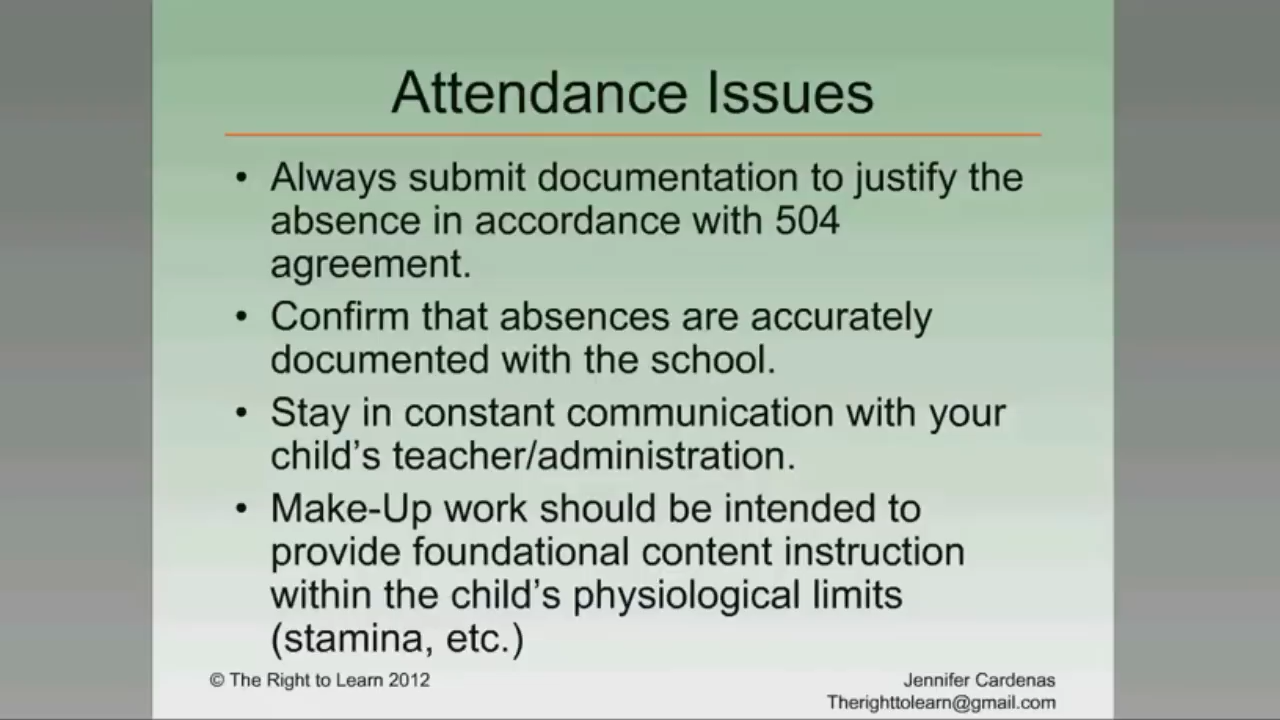 Attendance Issues
• Always submit documentation to justify the
absence in accordance with 504
agreement.
• Confirm that absences are accurately
documented with the school.
• Stay in constant communication with your
child’s teacher/administration.
• Make-Up work should be intended to
provide foundational content instruction
within the child’s physiological limits
(stamina, etc.)
© The Right to Learn 2012
Jennifer Cardenas
Therighttolearn@gmail.com